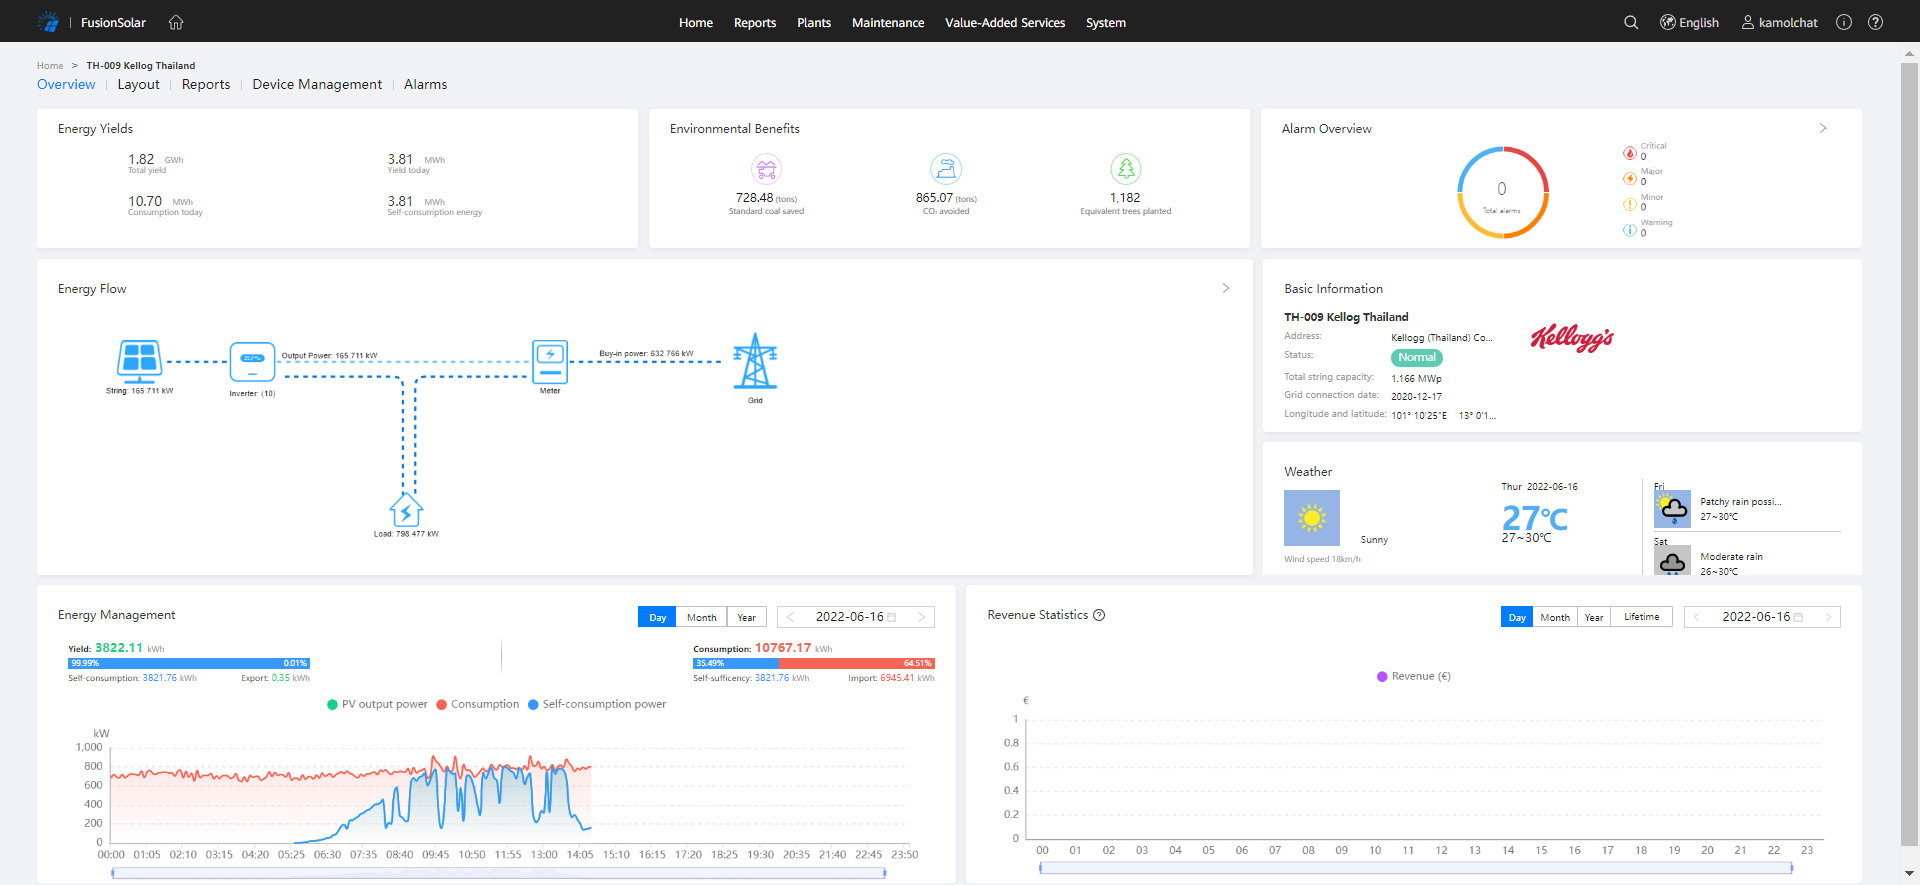 FusionSolar
Home Reports Plants Maintenance Value-Added Services System
English kamolchat
Home > TH-009 Kellog Thailand
Overview Layout Reports Device Management Alarms
Energy Yields
1.82 GWh
Total yield
3.81 MWh
Yield today
10.70 MWh
Consumption today
3.81 MWh
Self-consumption energy
Environmental Benefits
728.48 (tons)
Standard coal saved
865.07 (tons)
CO₂ avoided
1,182
Equivalent trees planted
Alarm Overview
0
Total alarms
Critical
0
Major
0
Minor
0
Warning
0
Energy Flow
String: 165.711 kW
Inverter: (10)
Output Power: 165.711 kW
Meter
Buy-in power: 632.766 kW
Grid
Load: 798.477 kW
Basic Information
TH-009 Kellog Thailand
Address: Kellogg (Thailand) Co...
Status: Normal
Total string capacity: 1.166 MWp
Grid connection date: 2020-12-17
Longitude and latitude: 101° 10'25"E 13° 0'1...
Kellogg's
Weather
Sunny
Wind speed 18km/h
Thur 2022-06-16
27℃
27~30℃
Fri
Patchy rain possi...
27~30℃
Sat
Moderate rain
26~30℃
Energy Management
Day Month Year
< 2022-06-16 >
Yield: 3822.11 kWh
99.99% 0.01%
Self-consumption: 3821.76 kWh Export: 0.35 kWh
Consumption: 10767.17 kWh
35.49% 64.51%
Self-sufficency: 3821.76 kWh Import: 6945.41 kWh
PV output power Consumption Self-consumption power
kW
1,000
800
600
400
200
0
00:00 01:05 02:10 03:15 04:20 05:25 06:30 07:35 08:40 09:45 10:50 11:55 13:00 14:05 15:10 16:15 17:20 18:25 19:30 20:35 21:40 22:45 23:50
Revenue Statistics
Day Month Year Lifetime
< 2022-06-16 >
Revenue (€)
€
1
0.8
0.6
0.4
0.2
0
00 01 02 03 04 05 06 07 08 09 10 11 12 13 14 15 16 17 18 19 20 21 22 23